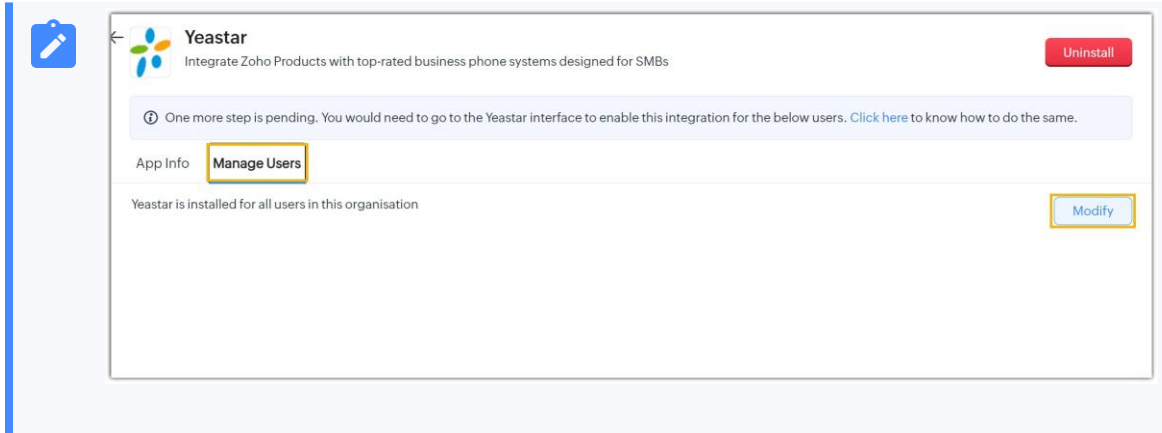 Yeastar
Integrate Zoho Products with top-rated business phone systems designed for SMBs
Uninstall
One more step is pending. You would need to go to the Yeastar interface to enable this integration for the below users. Click here to know how to do the same.
App Info
Manage Users
Yeastar is installed for all users in this organisation
Modify